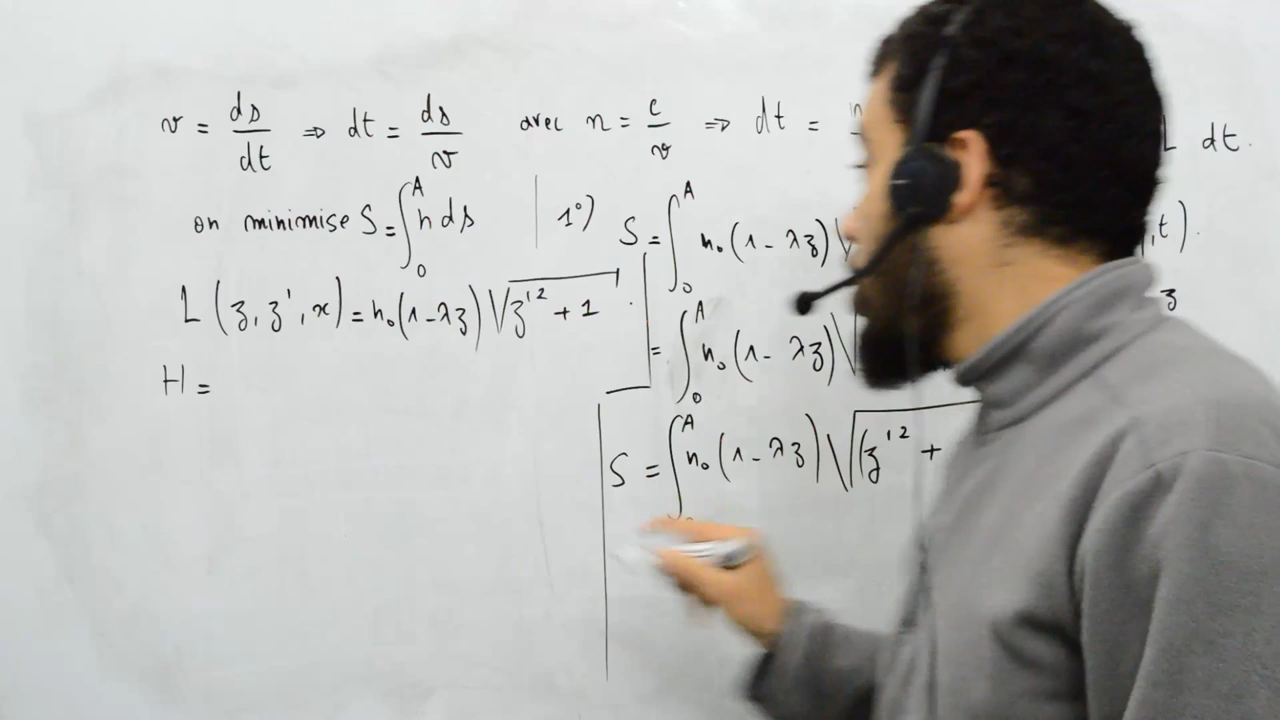 v = ds/dt ⇒ dt = ds/v avec n = c/v ⇒ dt = L dt.
on minimise S = ∫₀ᴬ n ds | 1°) S = ∫₀ᴬ n₀(1-λz)√ ,t).
L(z, z', x) = n₀(1-λz)√(z'² + 1) . = ∫₀ᴬ n₀(1-λz)√ z
H =
S = ∫₀ᴬ n₀(1-λz)√(z'² +